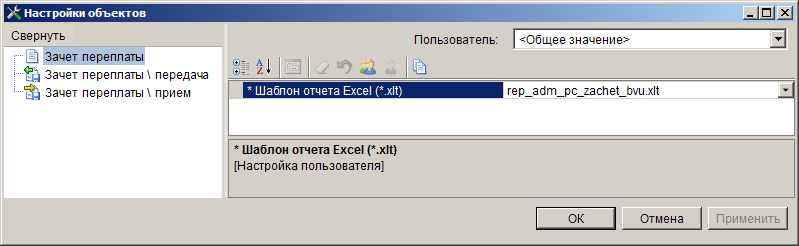 Настройки объектов
Свернуть
Пользователь: <Общее значение>
Зачет переплаты
Зачет переплаты \ передача
Зачет переплаты \ прием
* Шаблон отчета Excel (*.xlt) rep_adm_pc_zachet_bvu.xlt
* Шаблон отчета Excel (*.xlt)
[Настройка пользователя]
ОК Отмена Применить